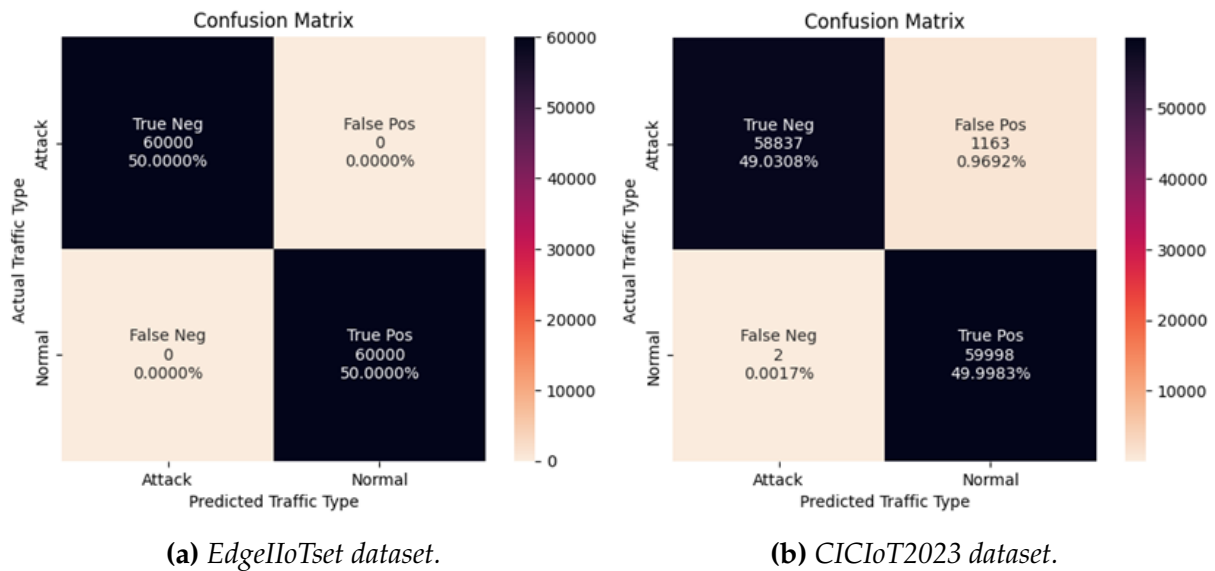 Confusion Matrix
Actual Traffic Type
Attack
Normal
True Neg
60000
50.0000%
False Pos
0
0.0000%
False Neg
0
0.0000%
True Pos
60000
50.0000%
Attack
Normal
Predicted Traffic Type
60000
50000
40000
30000
20000
10000
0
(a) EdgeIIoTset dataset.
Confusion Matrix
Actual Traffic Type
Attack
Normal
True Neg
58837
49.0308%
False Pos
1163
0.9692%
False Neg
2
0.0017%
True Pos
59998
49.9983%
Attack
Normal
Predicted Traffic Type
50000
40000
30000
20000
10000
(b) CICIoT2023 dataset.